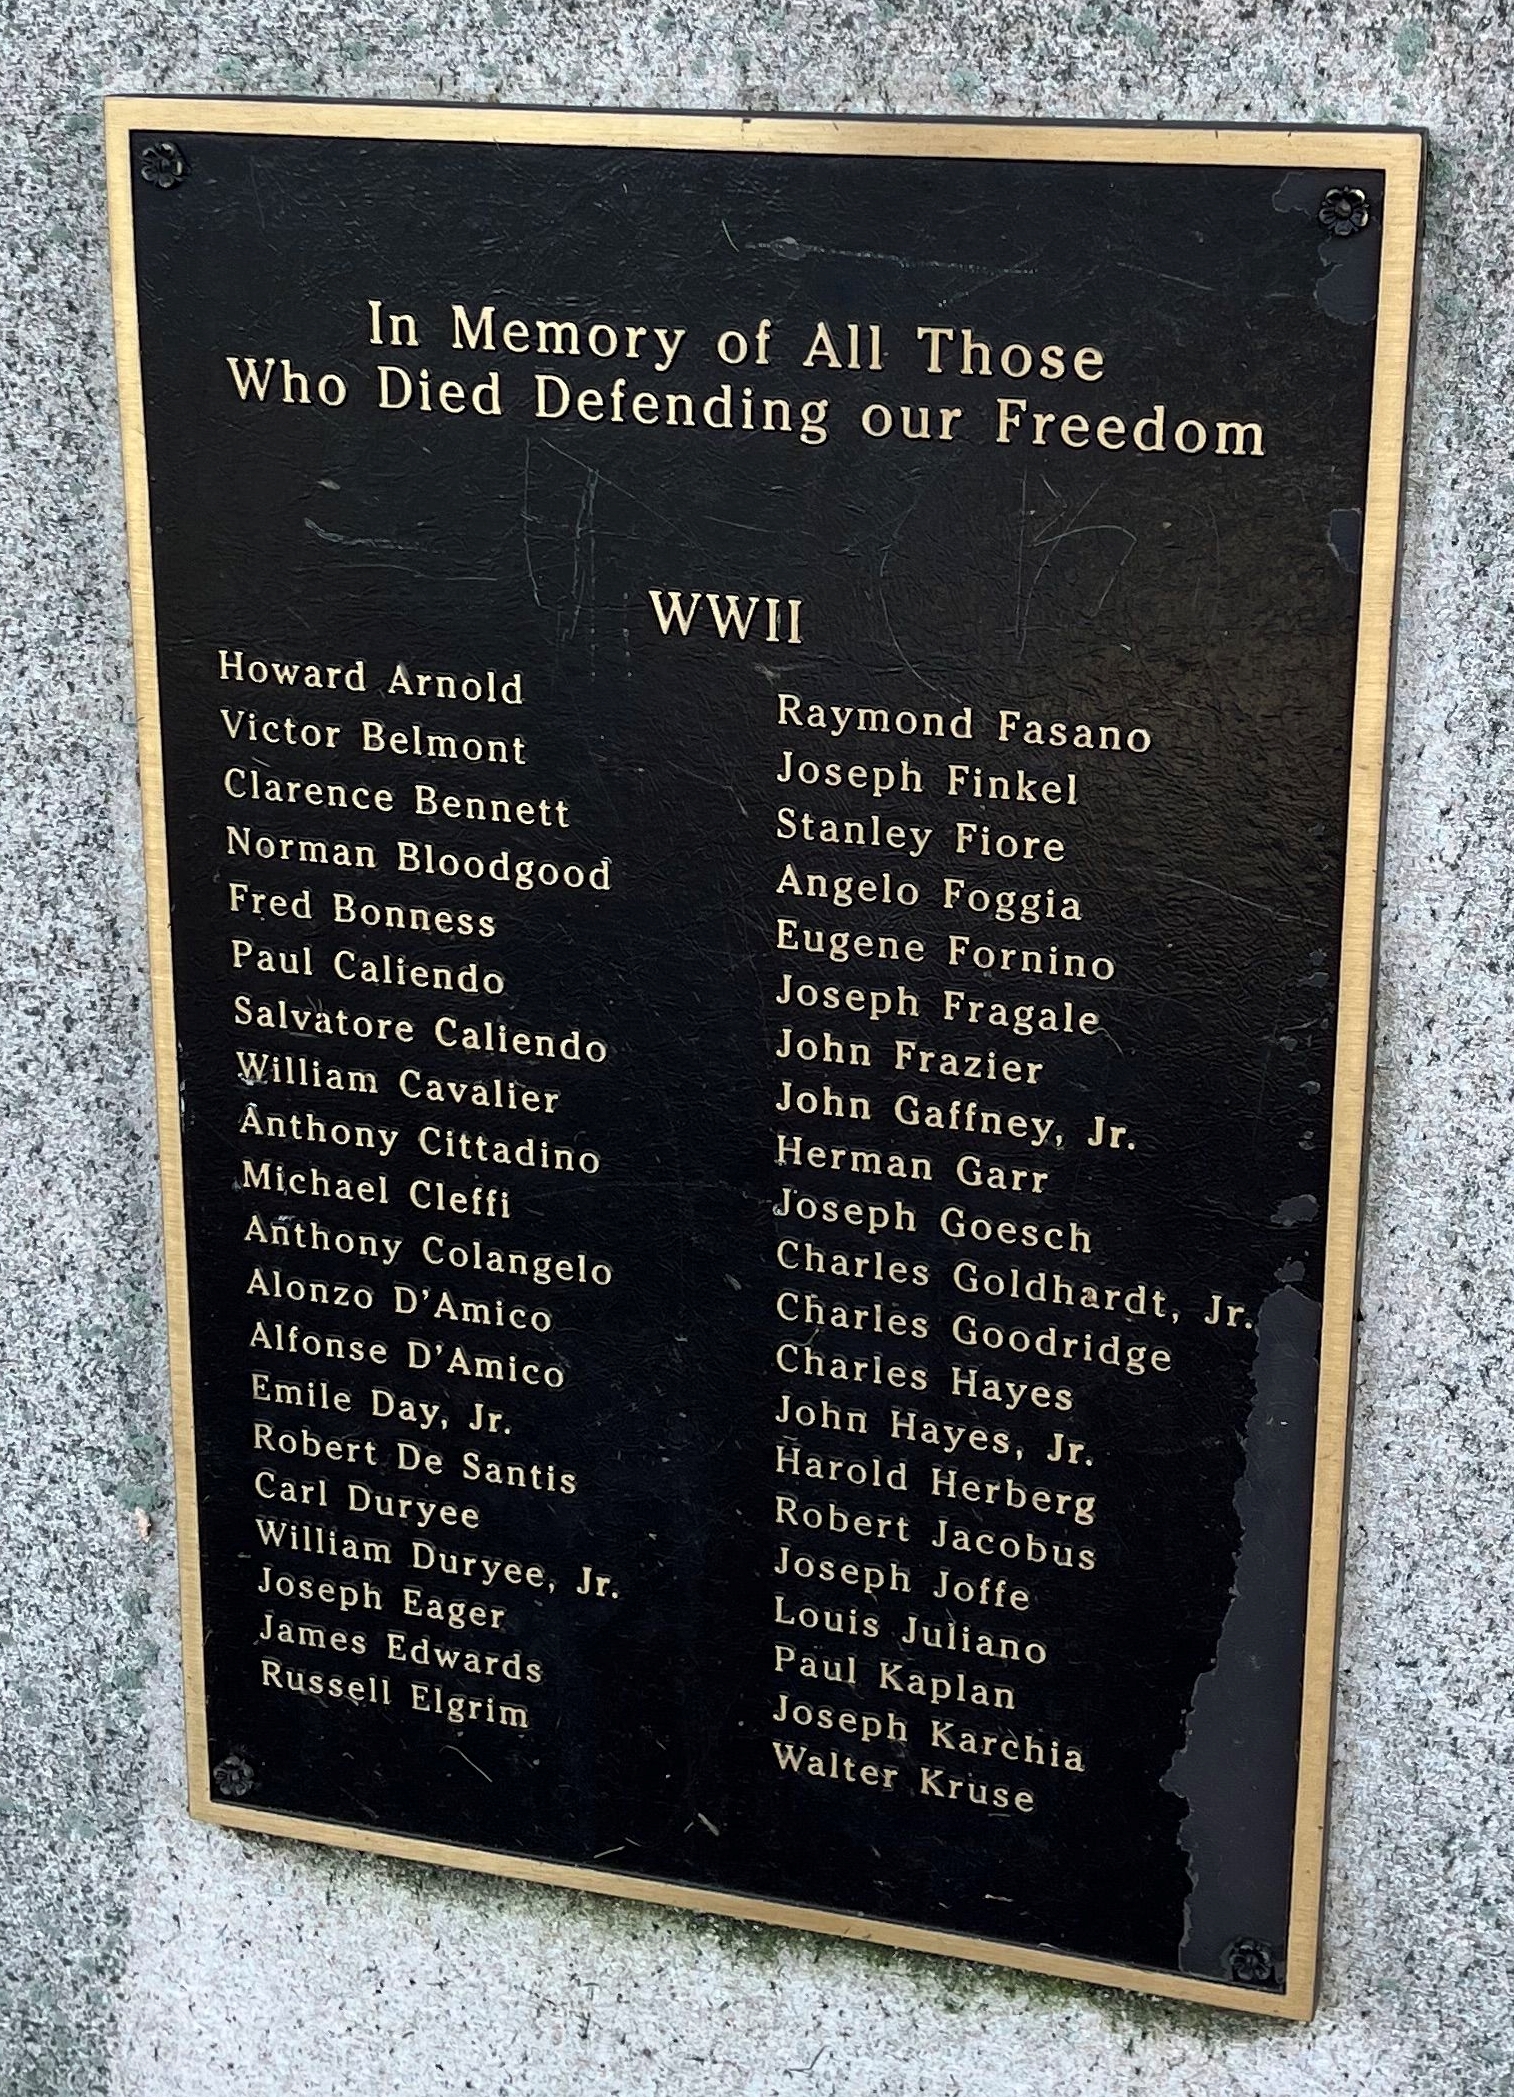 In Memory of All Those
Who Died Defending our Freedom
WWII
Howard Arnold
Victor Belmont
Clarence Bennett
Norman Bloodgood
Fred Bonness
Paul Caliendo
Salvatore Caliendo
William Cavalier
Anthony Cittadino
Michael Cleffi
Anthony Colangelo
Alonzo D'Amico
Alfonse D'Amico
Emile Day, Jr.
Robert De Santis
Carl Duryee
William Duryee, Jr.
Joseph Eager
James Edwards
Russell Elgrim
Raymond Fasano
Joseph Finkel
Stanley Fiore
Angelo Foggia
Eugene Fornino
Joseph Fragale
John Frazier
John Gaffney, Jr.
Herman Garr
Joseph Goesch
Charles Goldhardt, Jr.
Charles Goodridge
Charles Hayes
John Hayes, Jr.
Harold Herberg
Robert Jacobus
Joseph Joffe
Louis Juliano
Paul Kaplan
Joseph Karchia
Walter Kruse